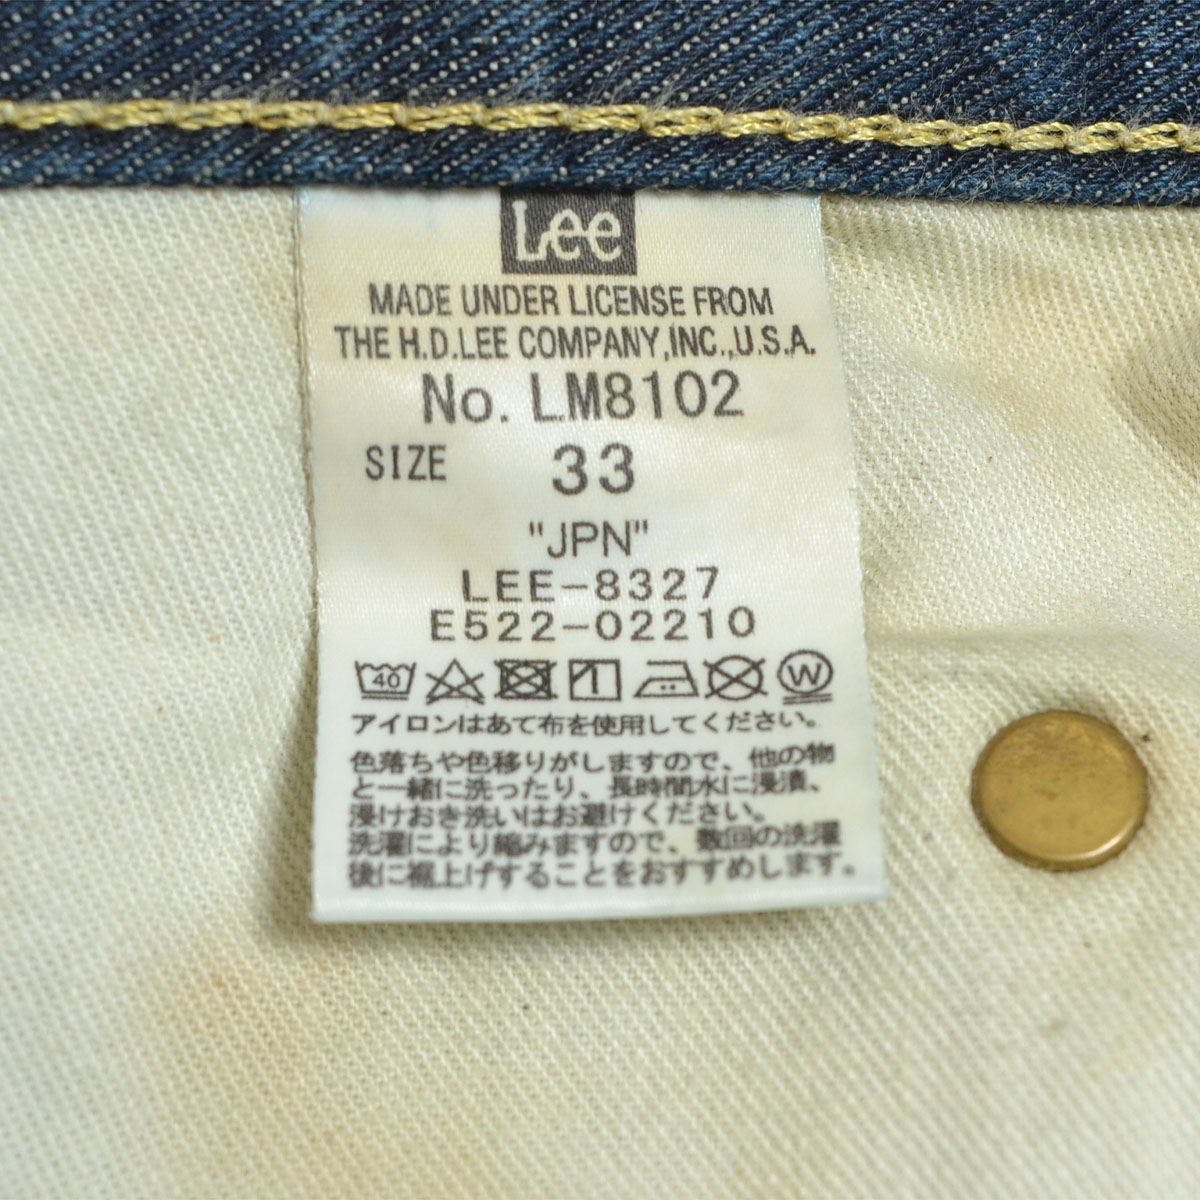 Lee
MADE UNDER LICENSE FROM
THE H.D.LEE COMPANY,INC.,U.S.A.
No. LM8102
SIZE 33
"JPN"
LEE-8327
E522-02210
40 W
アイロンはあて布を使用してください。
色落ちや色移りがしますので、他の物
と一緒に洗ったり、長時間水に浸漬、
浸けおき洗いはお避けください。
洗濯により縮みますので、数回の洗濯
後に裾上げすることをおすすめします。